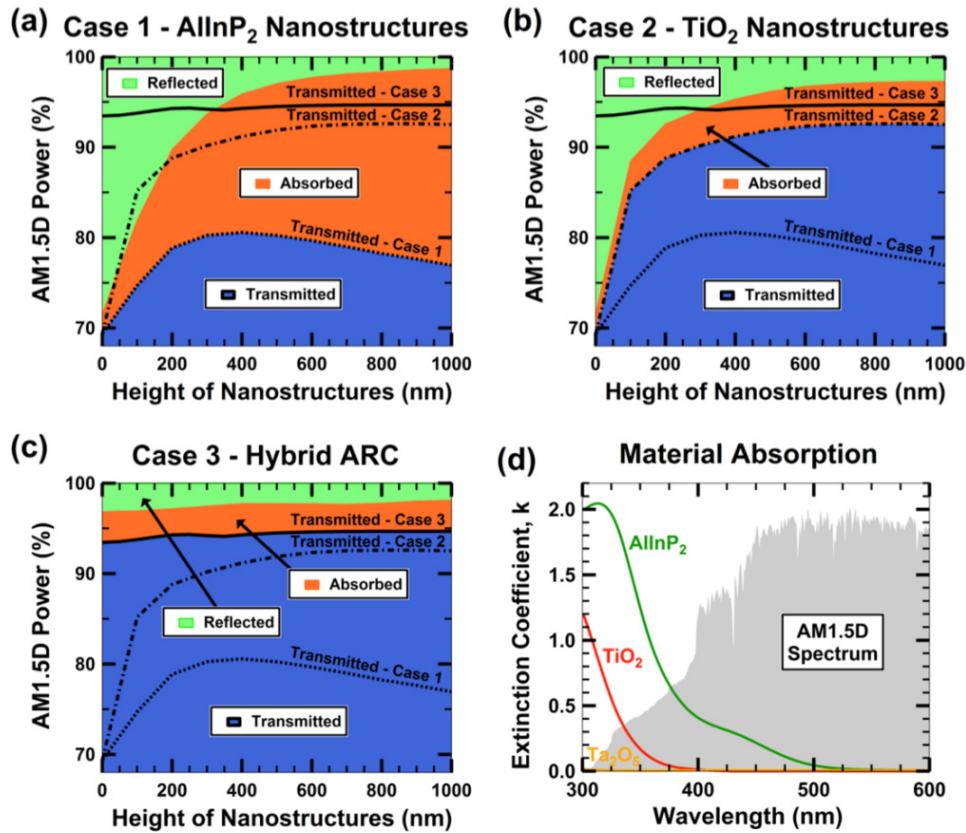 (a) Case 1 - AlInP₂ Nanostructures
100
90
80
70
AM1.5D Power (%)
Reflected
Transmitted - Case 3
Transmitted - Case 2
Absorbed
Transmitted - Case 1
Transmitted
0 200 400 600 800 1000
Height of Nanostructures (nm)
(b) Case 2 - TiO₂ Nanostructures
100
90
80
70
AM1.5D Power (%)
Reflected
Transmitted - Case 3
Transmitted - Case 2
Absorbed
Transmitted - Case 1
Transmitted
0 200 400 600 800 1000
Height of Nanostructures (nm)
(c) Case 3 - Hybrid ARC
100
90
80
70
AM1.5D Power (%)
Transmitted - Case 3
Transmitted - Case 2
Absorbed
Reflected
Transmitted - Case 1
Transmitted
0 200 400 600 800 1000
Height of Nanostructures (nm)
(d) Material Absorption
2.0
1.5
1.0
0.5
0.0
Extinction Coefficient, k
AlInP₂
TiO₂
AM1.5D
Spectrum
Ta₂O₅
300 400 500 600
Wavelength (nm)